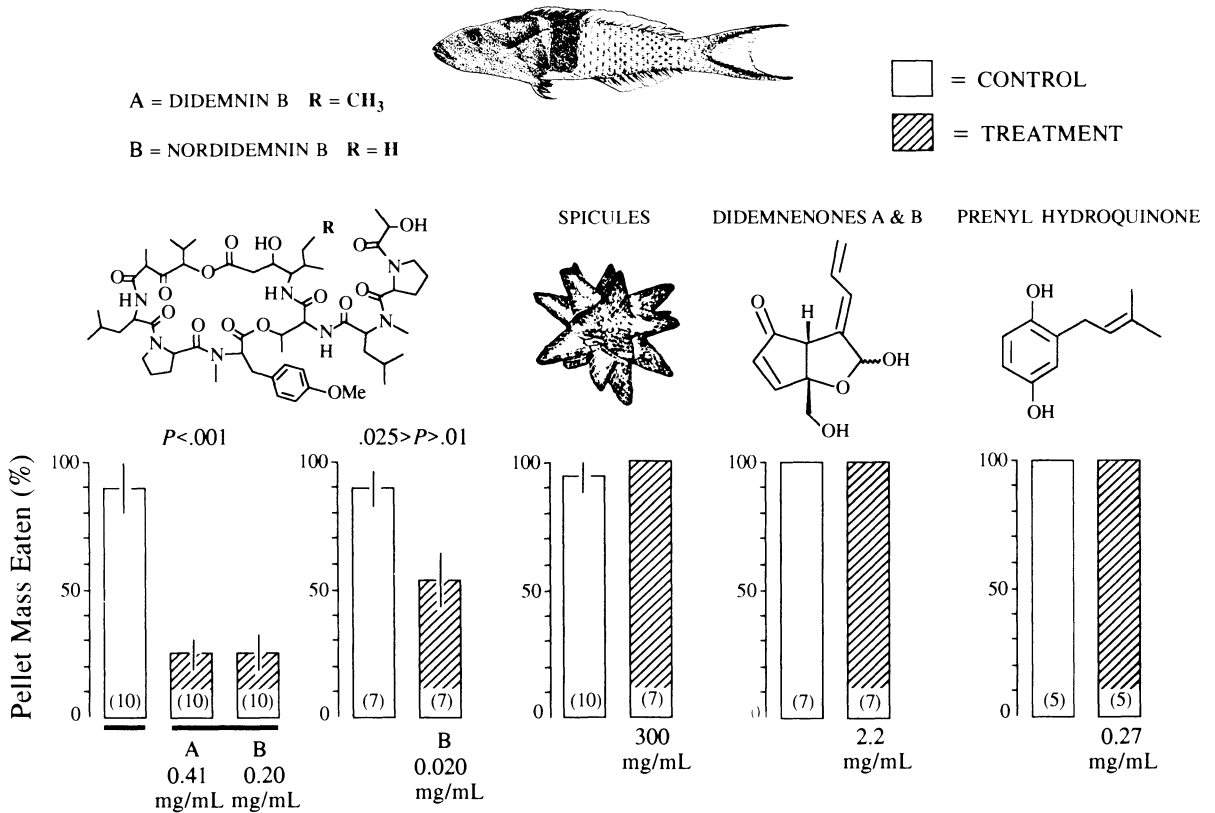 A = DIDEMNIN B R = CH3
B = NORDIDEMNIN B R = H
= CONTROL
= TREATMENT
SPICULES
DIDEMNENONES A & B
PRENYL HYDROQUINONE
R
OH
O
HO
O
O
O
O
N
O
HN
HN
O
O
O
O
N
O
O
N
O
HN
O
N
N
H
OMe
O
H
OH
O
OH
OH
OH
P<.001
.025>P>.01
Pellet Mass Eaten (%)
100
50
0
(10)
(10)
(10)
A
0.41
mg/mL
B
0.20
mg/mL
100
50
0
(7)
(7)
B
0.020
mg/mL
100
50
0
(10)
(7)
300
mg/mL
100
50
(7)
(7)
2.2
mg/mL
100
50
0
(5)
(5)
0.27
mg/mL